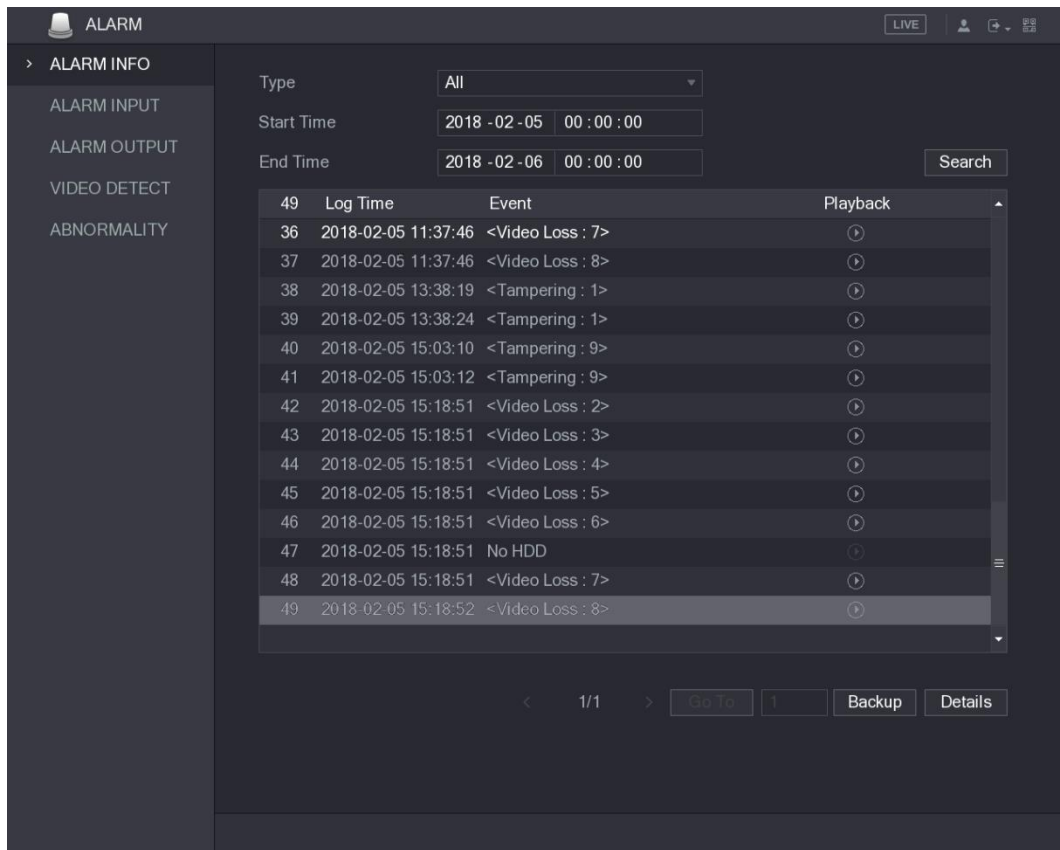 ALARM
LIVE
ALARM INFO
ALARM INPUT
ALARM OUTPUT
VIDEO DETECT
ABNORMALITY
Type All
Start Time 2018 -02 -05 00 : 00 : 00
End Time 2018 -02 -06 00 : 00 : 00 Search
49 Log Time Event Playback
36 2018-02-05 11:37:46 <Video Loss : 7>
37 2018-02-05 11:37:46 <Video Loss : 8>
38 2018-02-05 13:38:19 <Tampering : 1>
39 2018-02-05 13:38:24 <Tampering : 1>
40 2018-02-05 15:03:10 <Tampering : 9>
41 2018-02-05 15:03:12 <Tampering : 9>
42 2018-02-05 15:18:51 <Video Loss : 2>
43 2018-02-05 15:18:51 <Video Loss : 3>
44 2018-02-05 15:18:51 <Video Loss : 4>
45 2018-02-05 15:18:51 <Video Loss : 5>
46 2018-02-05 15:18:51 <Video Loss : 6>
47 2018-02-05 15:18:51 No HDD
48 2018-02-05 15:18:51 <Video Loss : 7>
49 2018-02-05 15:18:52 <Video Loss : 8>
< 1/1 > Go To 1 Backup Details